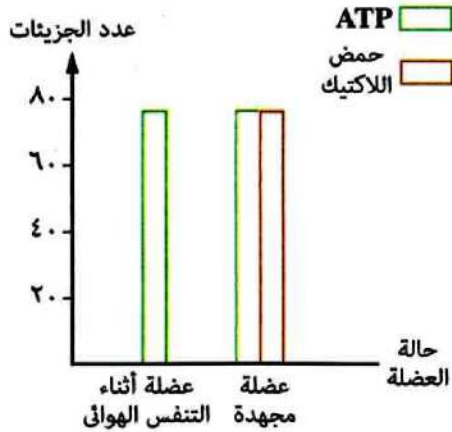 عدد الجزيئات
ATP
حمض
اللاكتيك
٨٠
٦٠
٤٠
٢٠
عضلة أثناء
التنفس الهوائى
عضلة
مجهدة
حالة
العضلة